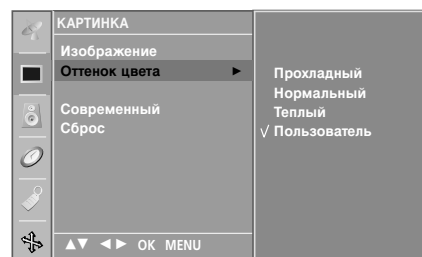 КАРТИНКА
Изображение
Оттенок цвета ►
Современный
Сброс
Прохладный
Нормальный
Теплый
√ Пользователь
▲▼ ◄► OK MENU